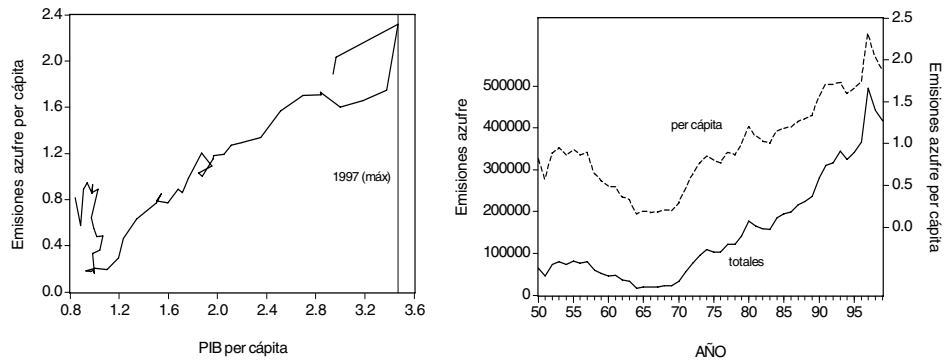 Emisiones azufre per cápita
2.4
2.0
1.6
1.2
0.8
0.4
0.0
1997 (máx)
0.8 1.2 1.6 2.0 2.4 2.8 3.2 3.6
PIB per cápita
Emisiones azufre
500000
400000
300000
200000
100000
0
per cápita
totales
2.5
2.0
1.5
1.0
0.5
0.0
Emisiones azufre per cápita
50 55 60 65 70 75 80 85 90 95
AÑO